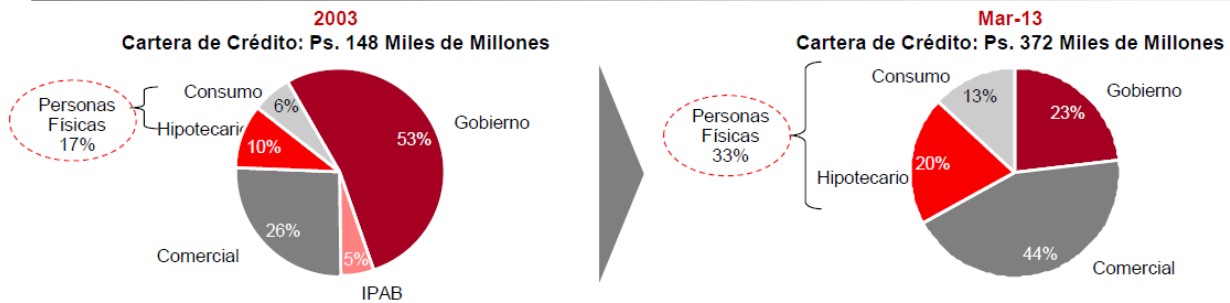 2003
Cartera de Crédito: Ps. 148 Miles de Millones
Personas
Físicas
17%
Consumo
6%
Hipotecario
10%
Gobierno
53%
Comercial
26%
5%
IPAB
Mar-13
Cartera de Crédito: Ps. 372 Miles de Millones
Personas
Físicas
33%
Consumo
13%
Gobierno
23%
Hipotecario
20%
44%
Comercial